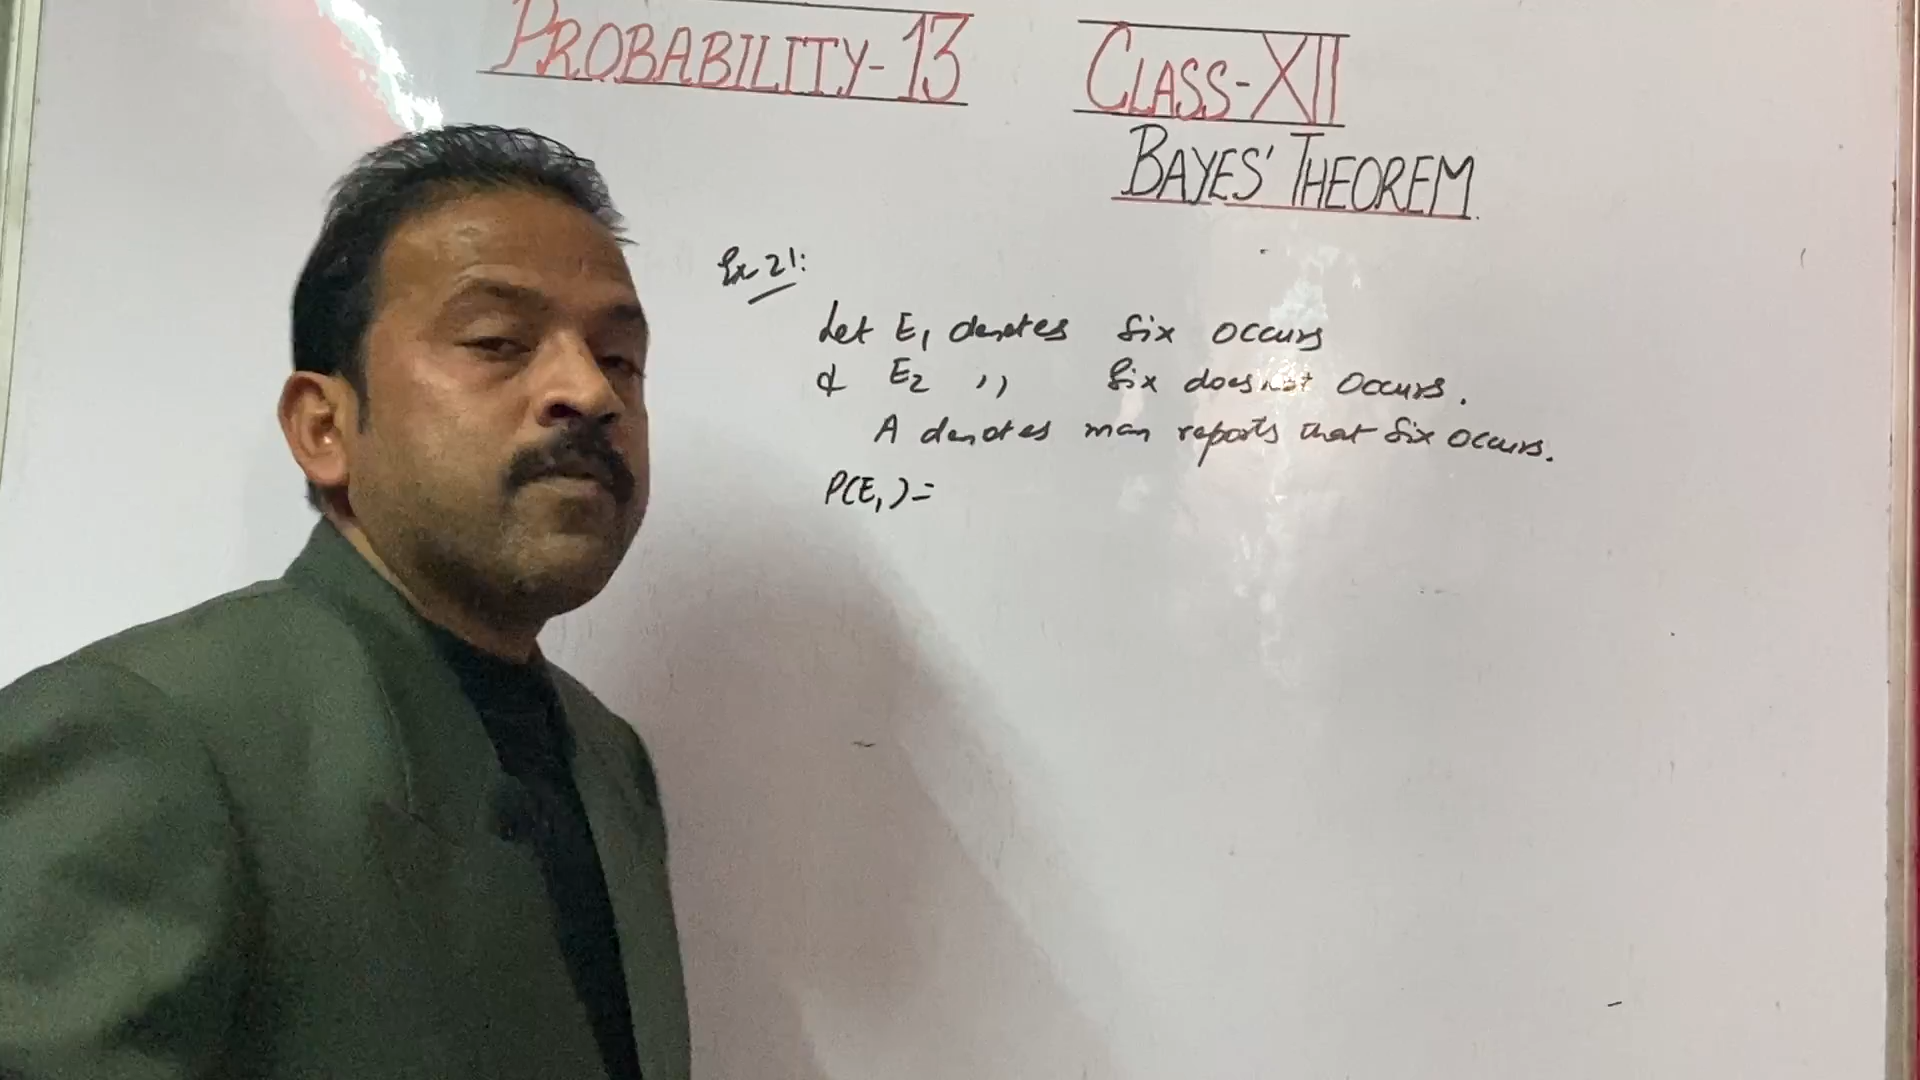 PROBABILITY-13 CLASS-XII
BAYES' THEOREM.
Ex 21:
Let E1 denotes Six occurs
& E2 ,, Six does not occurs.
A denotes man reports that Six occurs.
P(E1)=